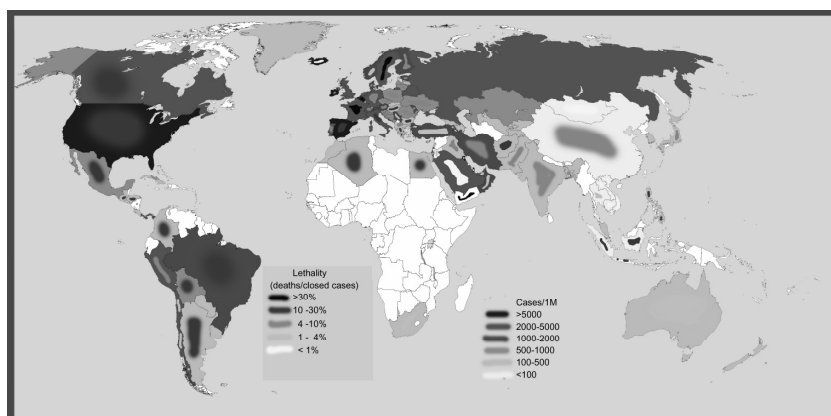 Lethality
(deaths/closed cases)
>30%
10 -30%
4 -10%
1 - 4%
< 1%
Cases/1M
>5000
2000-5000
1000-2000
500-1000
100-500
<100